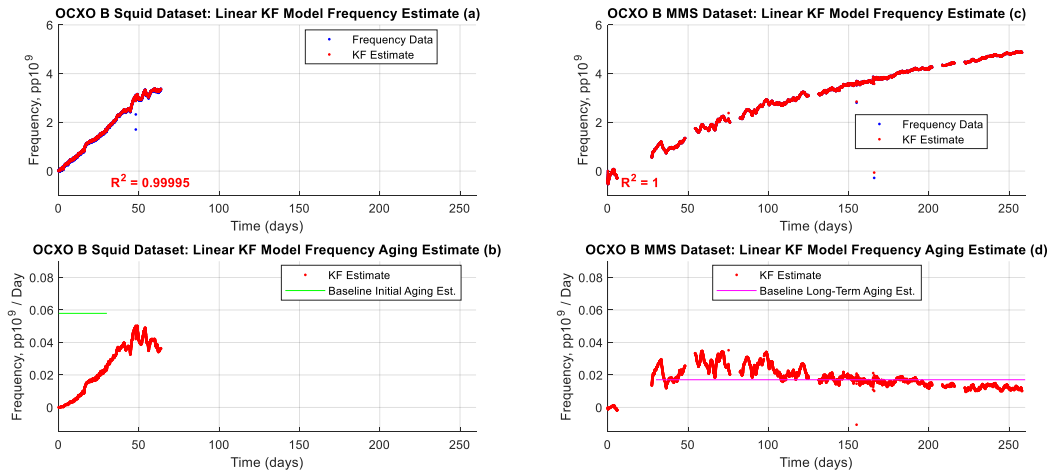 OCXO B Squid Dataset: Linear KF Model Frequency Estimate (a)
Frequency, pp10^9
6
4
2
0
Frequency Data
KF Estimate
R^2 = 0.99995
0 50 100 150 200 250
Time (days)
OCXO B MMS Dataset: Linear KF Model Frequency Estimate (c)
Frequency, pp10^9
6
4
2
0
Frequency Data
KF Estimate
R^2 = 1
0 50 100 150 200 250
Time (days)
OCXO B Squid Dataset: Linear KF Model Frequency Aging Estimate (b)
Frequency, pp10^9 / Day
0.08
0.06
0.04
0.02
0
KF Estimate
Baseline Initial Aging Est.
0 50 100 150 200 250
Time (days)
OCXO B MMS Dataset: Linear KF Model Frequency Aging Estimate (d)
Frequency, pp10^9 / Day
0.08
0.06
0.04
0.02
0
KF Estimate
Baseline Long-Term Aging Est.
0 50 100 150 200 250
Time (days)